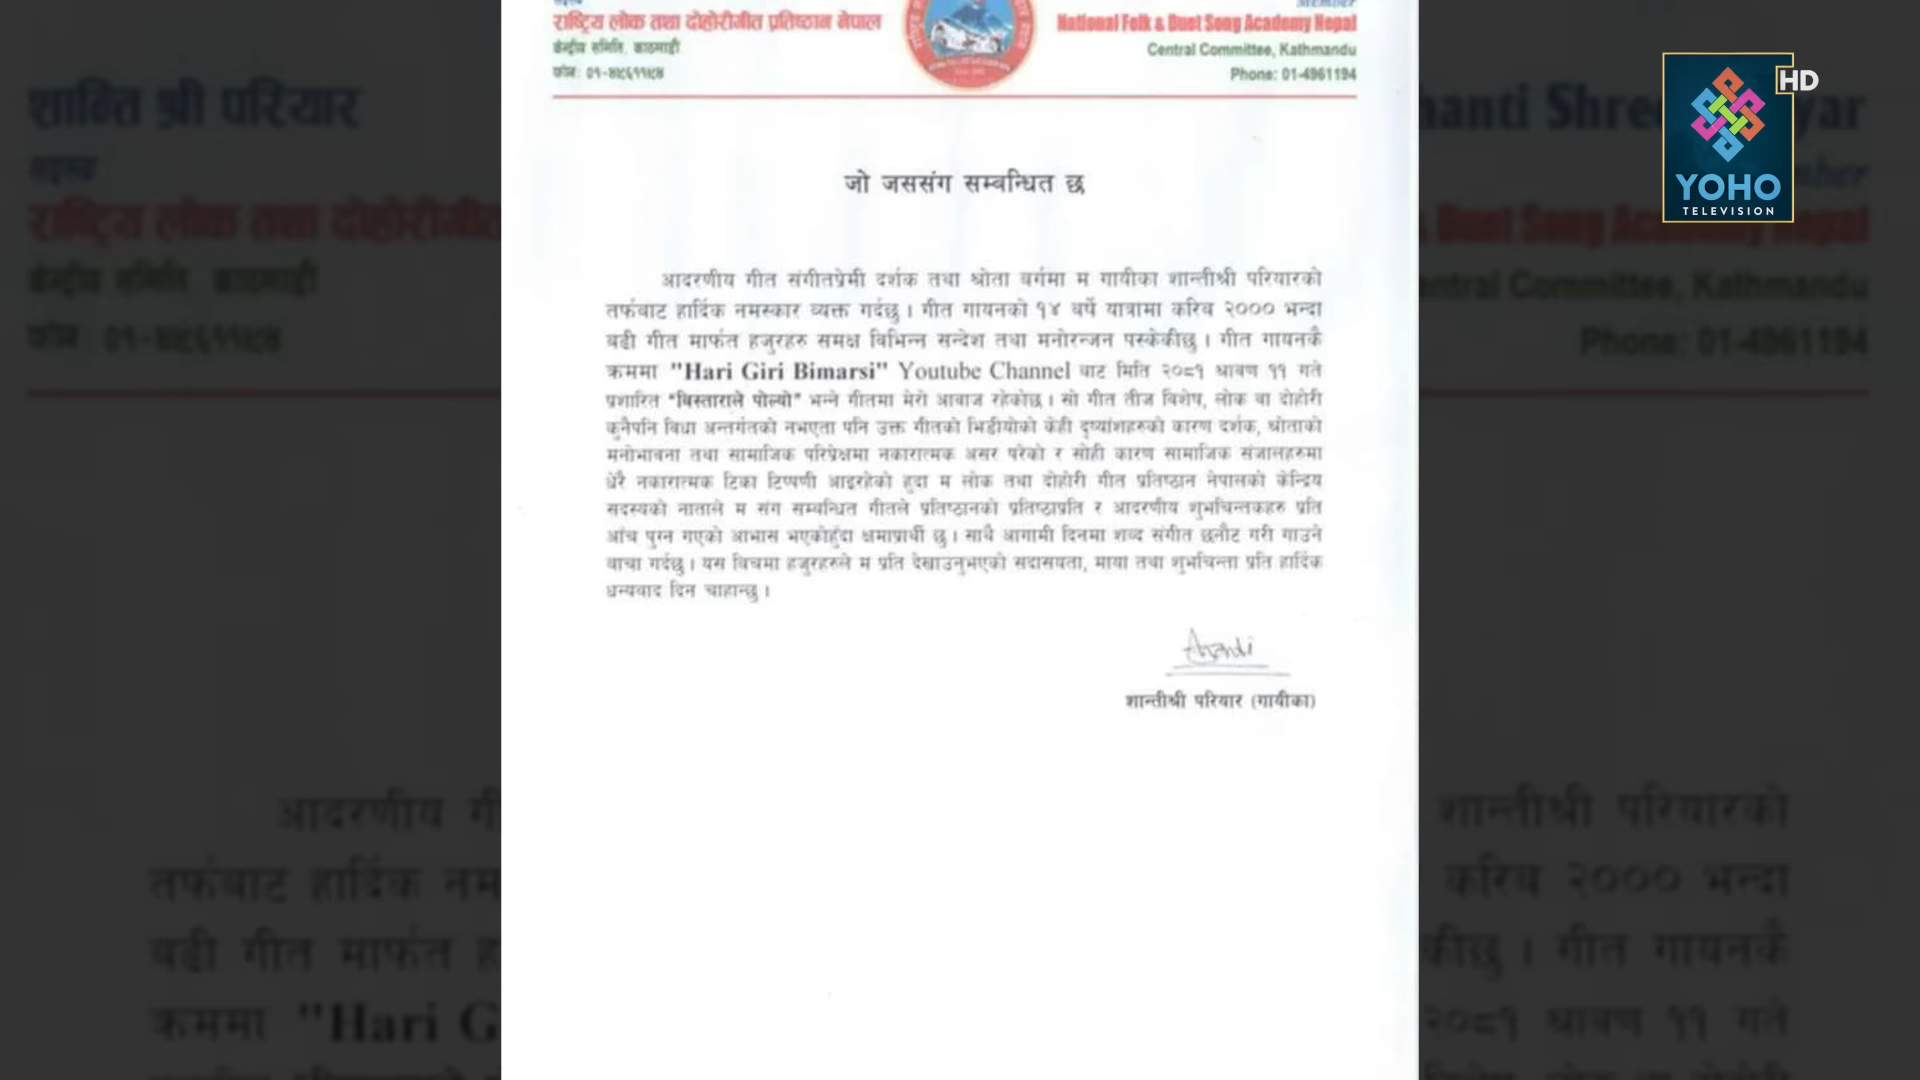 राष्ट्रिय लोक तथा दोहोरीगीत प्रतिष्ठान नेपाल
केन्द्रीय समिति, काठमाडौं
फोन: ०१-४९६११९४
Member
National Folk & Duet Song Academy Nepal
Central Committee, Kathmandu
Phone: 01-4961194
HD
YOHO
TELEVISION
जो जससंग सम्बन्धित छ
आदरणीय गीत संगीतप्रेमी दर्शक तथा श्रोता वर्गमा म गायीका शान्तीश्री परियारको
तर्फबाट हार्दिक नमस्कार व्यक्त गर्दछु । गीत गायनको १४ बर्षे यात्रामा करिब २००० भन्दा
बढी गीत मार्फत हजुरहरु समक्ष विभिन्न सन्देश तथा मनोरन्जन पस्केकीछु । गीत गायनकै
क्रममा "Hari Giri Bimarsi" Youtube Channel बाट मिति २०८१ श्रावण ११ गते
प्रशारित "बिस्ताराले पोल्यो" भन्ने गीतमा मेरो आवाज रहेकोछ । सो गीत तीज विशेष, लोक वा दोहोरी
कुनैपनि विधा अन्तर्गतको नभएता पनि उक्त गीतको भिडीयोको केही दृष्यांशहरुको कारण दर्शक, श्रोताको
मनोभावना तथा सामाजिक परिप्रेक्षमा नकारात्मक असर परेको र सोही कारण सामाजिक संजालहरुमा
धेरै नकारात्मक टिका टिप्पणी आइरहेको हुदा म लोक तथा दोहोरी गीत प्रतिष्ठान नेपालको केन्द्रिय
सदस्यको नाताले म संग सम्बन्धित गीतले प्रतिष्ठानको प्रतिष्ठाप्रति र आदरणीय शुभचिन्तकहरु प्रति
आँच पुग्न गएको आभास भएकोहुँदा क्षमाप्रार्थी छु । साथै आगामी दिनमा शब्द संगीत छनौट गरी गाउने
वाचा गर्दछु । यस बिचमा हजुरहरुले म प्रति देखाउनुभएको सदासयता, माया तथा शुभचिन्ता प्रति हार्दिक
धन्यवाद दिन चाहान्छु ।
शान्तीश्री परियार (गायीका)